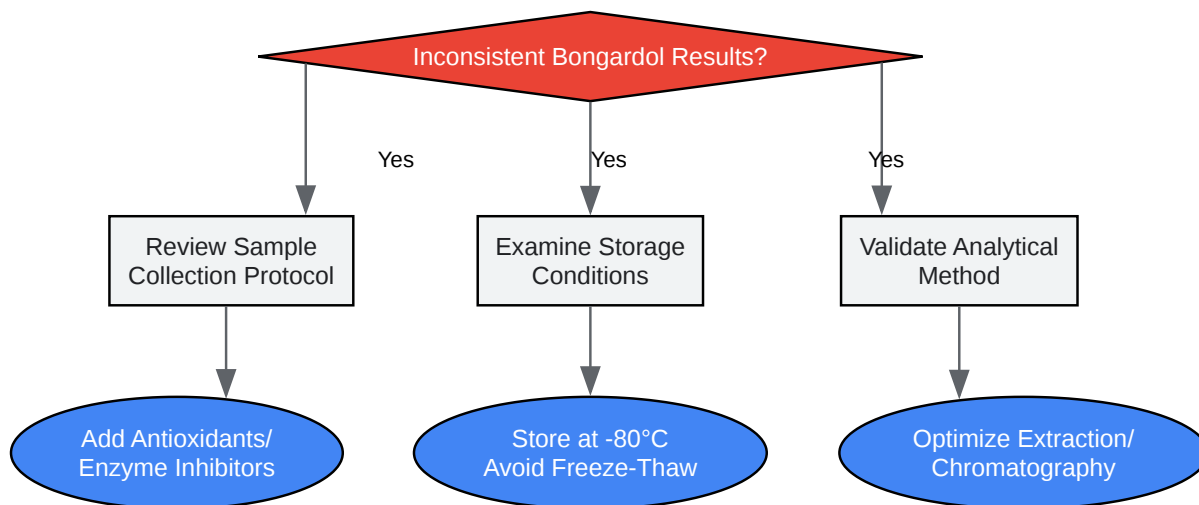 Inconsistent Bongardol Results?
Yes
Yes
Yes
Review Sample
Collection Protocol
Examine Storage
Conditions
Validate Analytical
Method
Add Antioxidants/
Enzyme Inhibitors
Store at -80°C
Avoid Freeze-Thaw
Optimize Extraction/
Chromatography